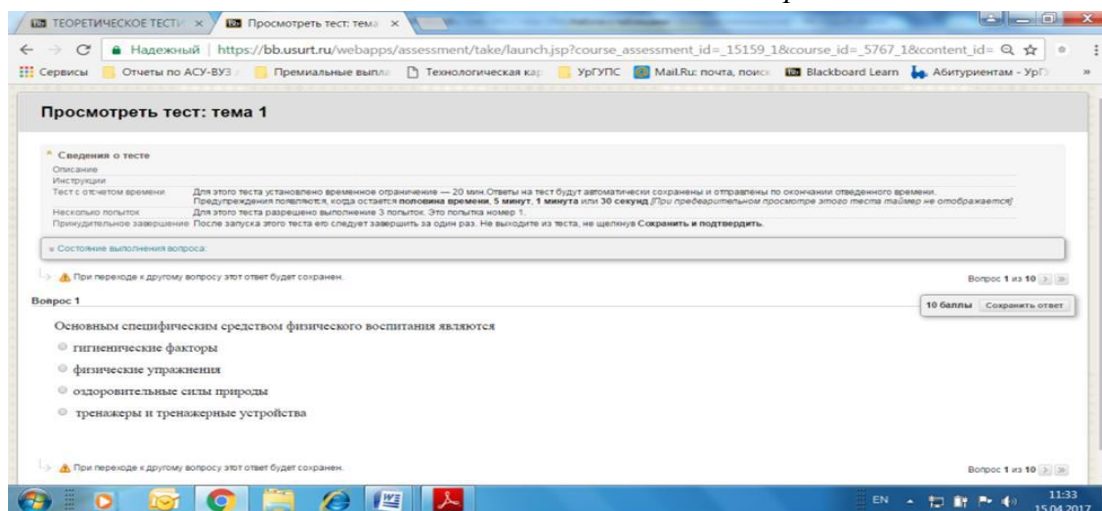 ТЕОРЕТИЧЕСКОЕ ТЕСТИ
Просмотреть тест: тема
Надежный | https://bb.usurt.ru/webapps/assessment/take/launch.jsp?course_assessment_id=_15159_1&course_id=_5767_1&content_id=
Сервисы Отчеты по АСУ-ВУЗ Премиальные выпла Технологическая кар УрГУПС Mail.Ru: почта, поиск Blackboard Learn Абитуриентам - УрГ »
Просмотреть тест: тема 1
Сведения о тесте
Описание
Инструкции
Тест с отсчетом времени Для этого теста установлено временное ограничение — 20 мин.Ответы на тест будут автоматически сохранены и отправлены по окончании отведенного времени.
Предупреждения появляются, когда остается половина времени, 5 минут, 1 минута или 30 секунд.[При предварительном просмотре этого теста таймер не отображается]
Несколько попыток Для этого теста разрешено выполнение 3 попыток. Это попытка номер 1.
Принудительное завершение После запуска этого теста его следует завершить за один раз. Не выходите из теста, не щелкнув Сохранить и подтвердить.
Состояние выполнения вопроса:
При переходе к другому вопросу этот ответ будет сохранен. Вопрос 1 из 10 > >>
Вопрос 1 10 баллы Сохранить ответ
Основным специфическим средством физического воспитания являются
гигиенические факторы
физические упражнения
оздоровительные силы природы
тренажеры и тренажерные устройства
При переходе к другому вопросу этот ответ будет сохранен. Вопрос 1 из 10 > >>
EN 11:33
15.04.2017